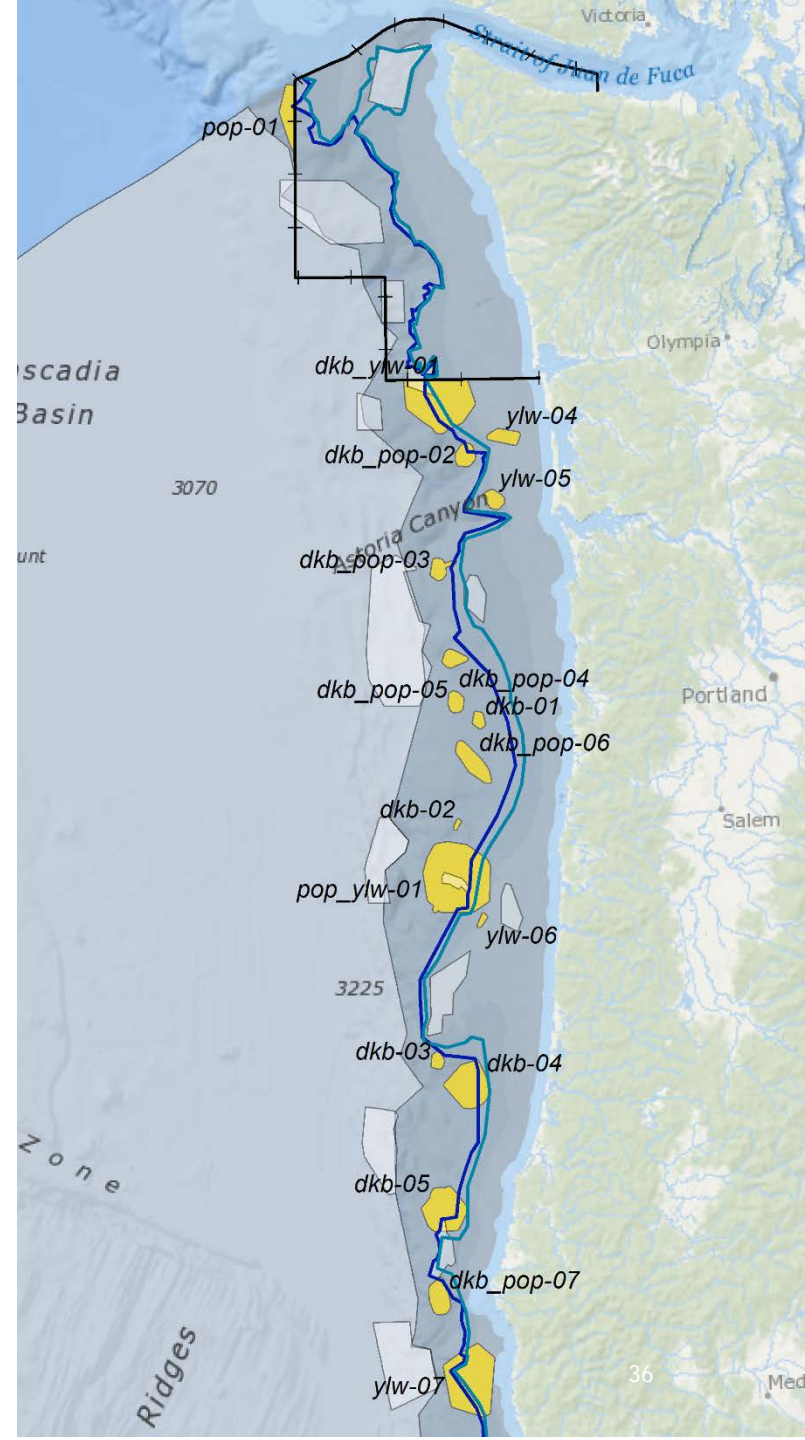 Victoria
Strait of Juan de Fuca
pop-01
Olympia
dkb_ylw-01
scadia
Basin
ylw-04
dkb_pop-02
ylw-05
3070
Astoria Canyon
unt
dkb_pop-03
dkb_pop-04
dkb_pop-05
Portland
dkb-01
dkb_pop-06
dkb-02
Salem
pop_ylw-01
ylw-06
3225
dkb-03
dkb-04
Zone
dkb-05
dkb_pop-07
Ridges
36
ylw-07
Med